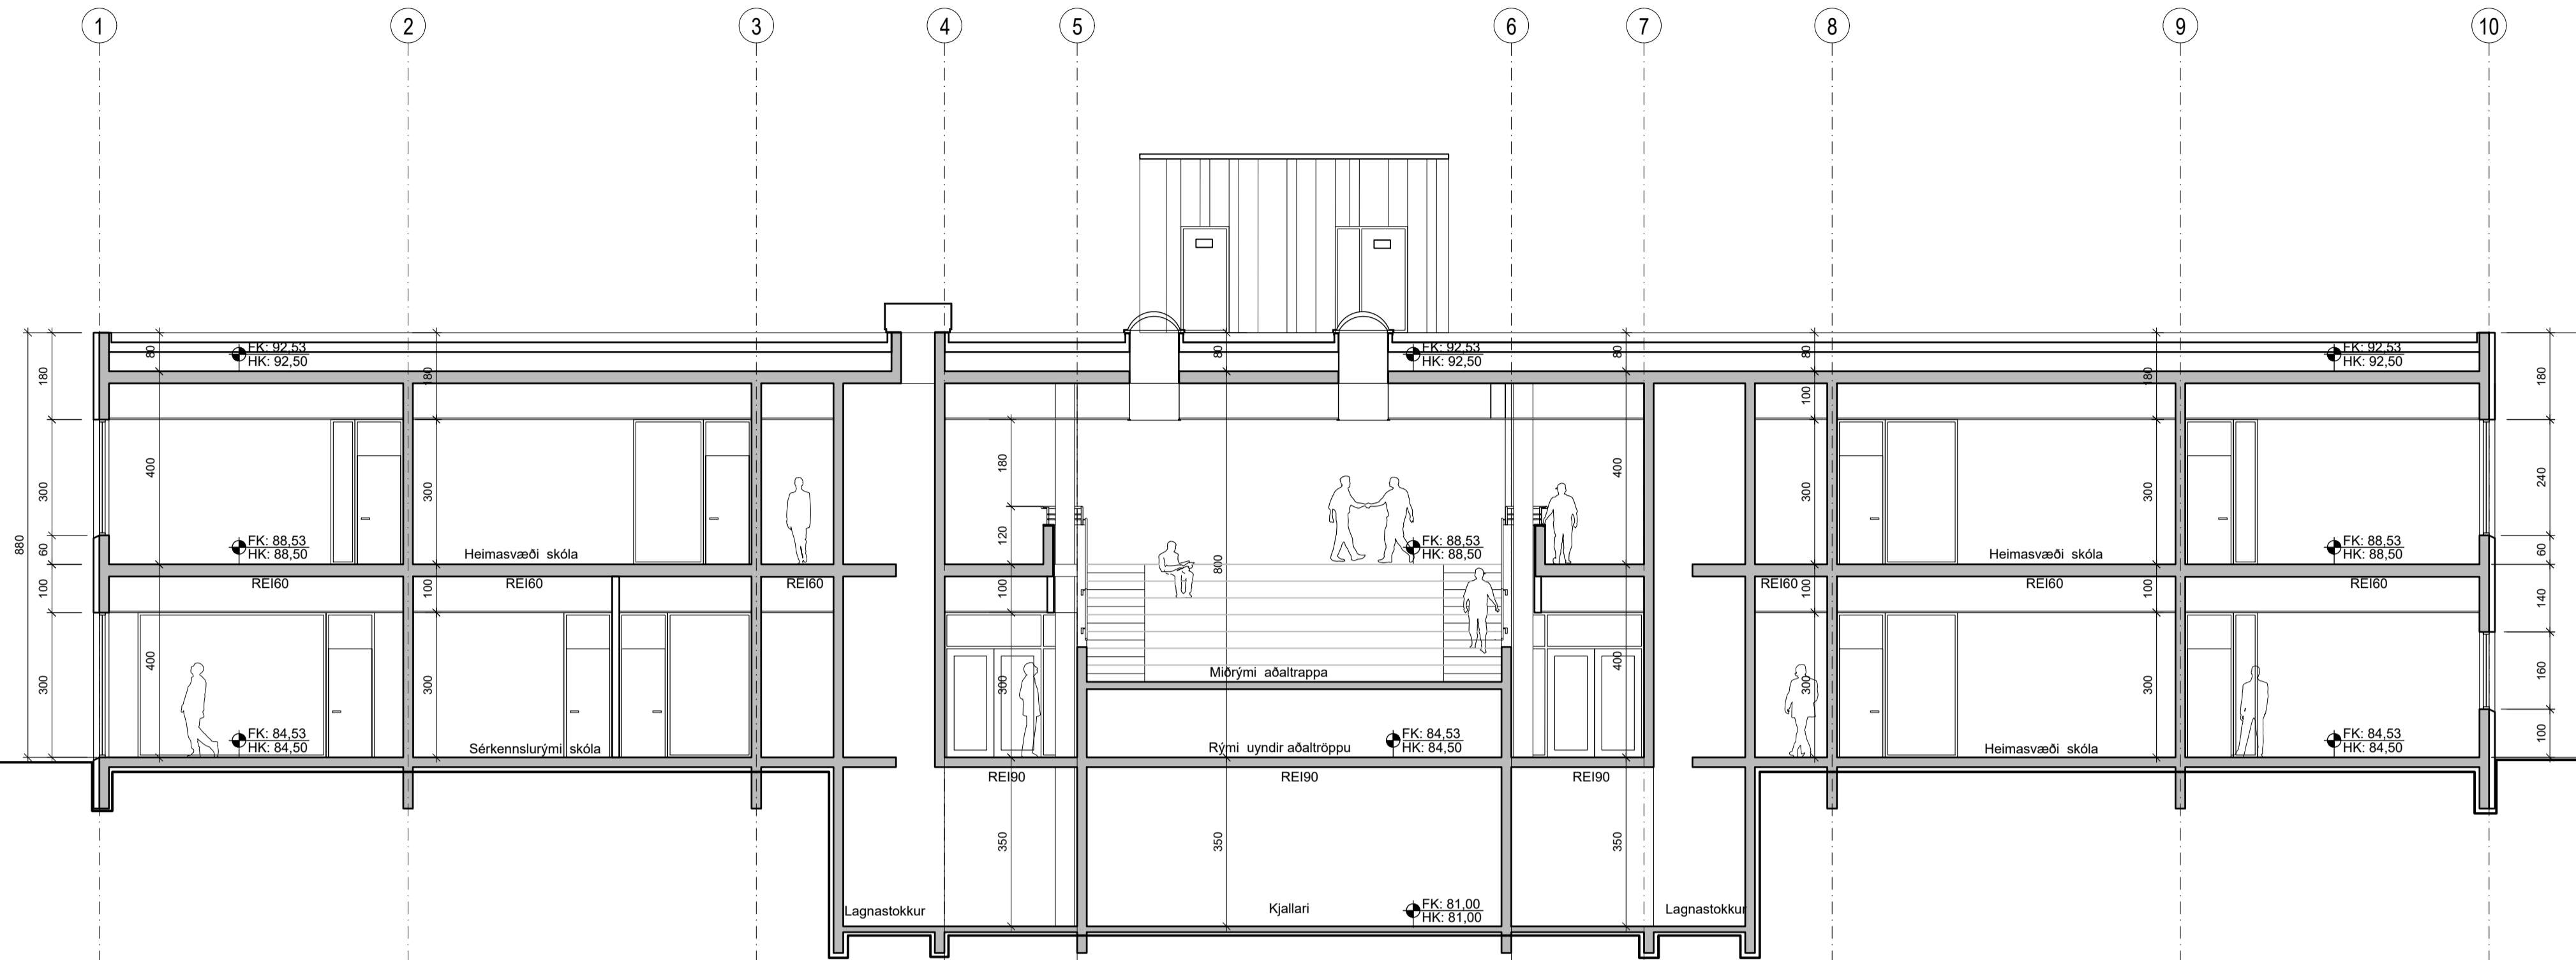 1 2 3 4 5 6 7 8 9 10
80 FK: 92,53 180 80 FK: 92,53 80 80 FK: 92,53 180
HK: 92,50 HK: 92,50 HK: 92,50
180 180
100
400 300 180 400 300 300 240
300
120
880 FK: 88,53 FK: 88,53 FK: 88,53
60 HK: 88,50 Heimasvæði skóla 800 HK: 88,50 Heimasvæði skóla HK: 88,50 60
REI60 REI60 REI60 REI60 REI60 REI60
100 100 100 100 100 140
400 300 300 400 300 300 160
300 Miðrými aðaltrappa
FK: 84,53 Sérkennslurými skóla Rými uyndir aðaltröppu FK: 84,53 Heimasvæði skóla FK: 84,53 100
HK: 84,50 HK: 84,50 HK: 84,50
REI90 REI90 REI90
350 350 350
Lagnastokkur Kjallari FK: 81,00 Lagnastokkur
HK: 81,00